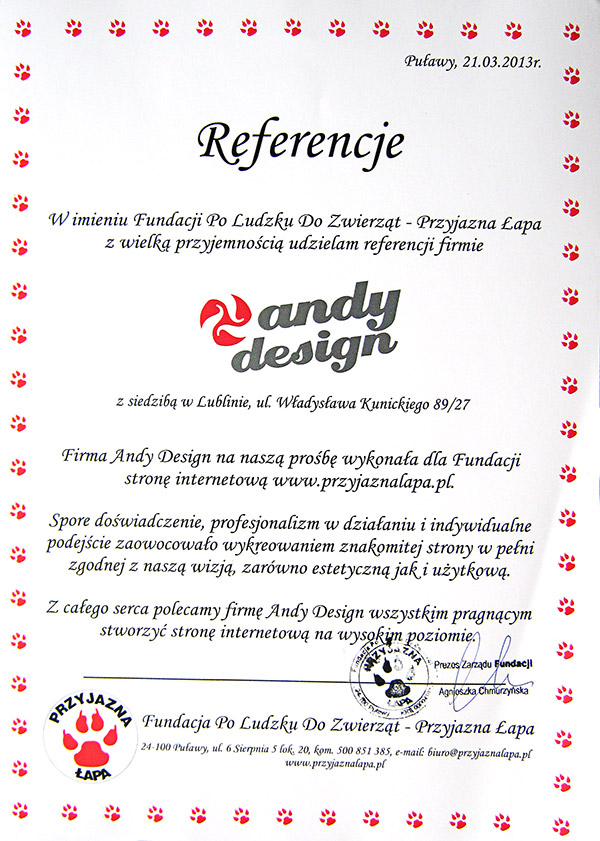 Puławy, 21.03.2013r.
Referencje
W imieniu Fundacji Po Ludzku Do Zwierząt - Przyjazna Łapa
z wielką przyjemnością udzielam referencji firmie
andy
design
z siedzibą w Lublinie, ul. Władysława Kunickiego 89/27
Firma Andy Design na naszą prośbę wykonała dla Fundacji
stronę internetową www.przyjaznalapa.pl.
Spore doświadczenie, profesjonalizm w działaniu i indywidualne
podejście zaowocowało wykreowaniem znakomitej strony w pełni
zgodnej z naszą wizją, zarówno estetyczną jak i użytkową.
Z całego serca polecamy firmę Andy Design wszystkim pragnącym
stworzyć stronę internetową na wysokim poziomie.
PRZYJAZNA
ŁAPA
Prezes Zarządu Fundacji
Agnieszka Chmurzyńska
PRZYJAZNA
ŁAPA
Fundacja Po Ludzku Do Zwierząt - Przyjazna Łapa
24-100 Puławy, ul. 6 Sierpnia 5 lok. 20, kom. 500 851 385, e-mail: biuro@przyjaznalapa.pl
www.przyjaznalapa.pl